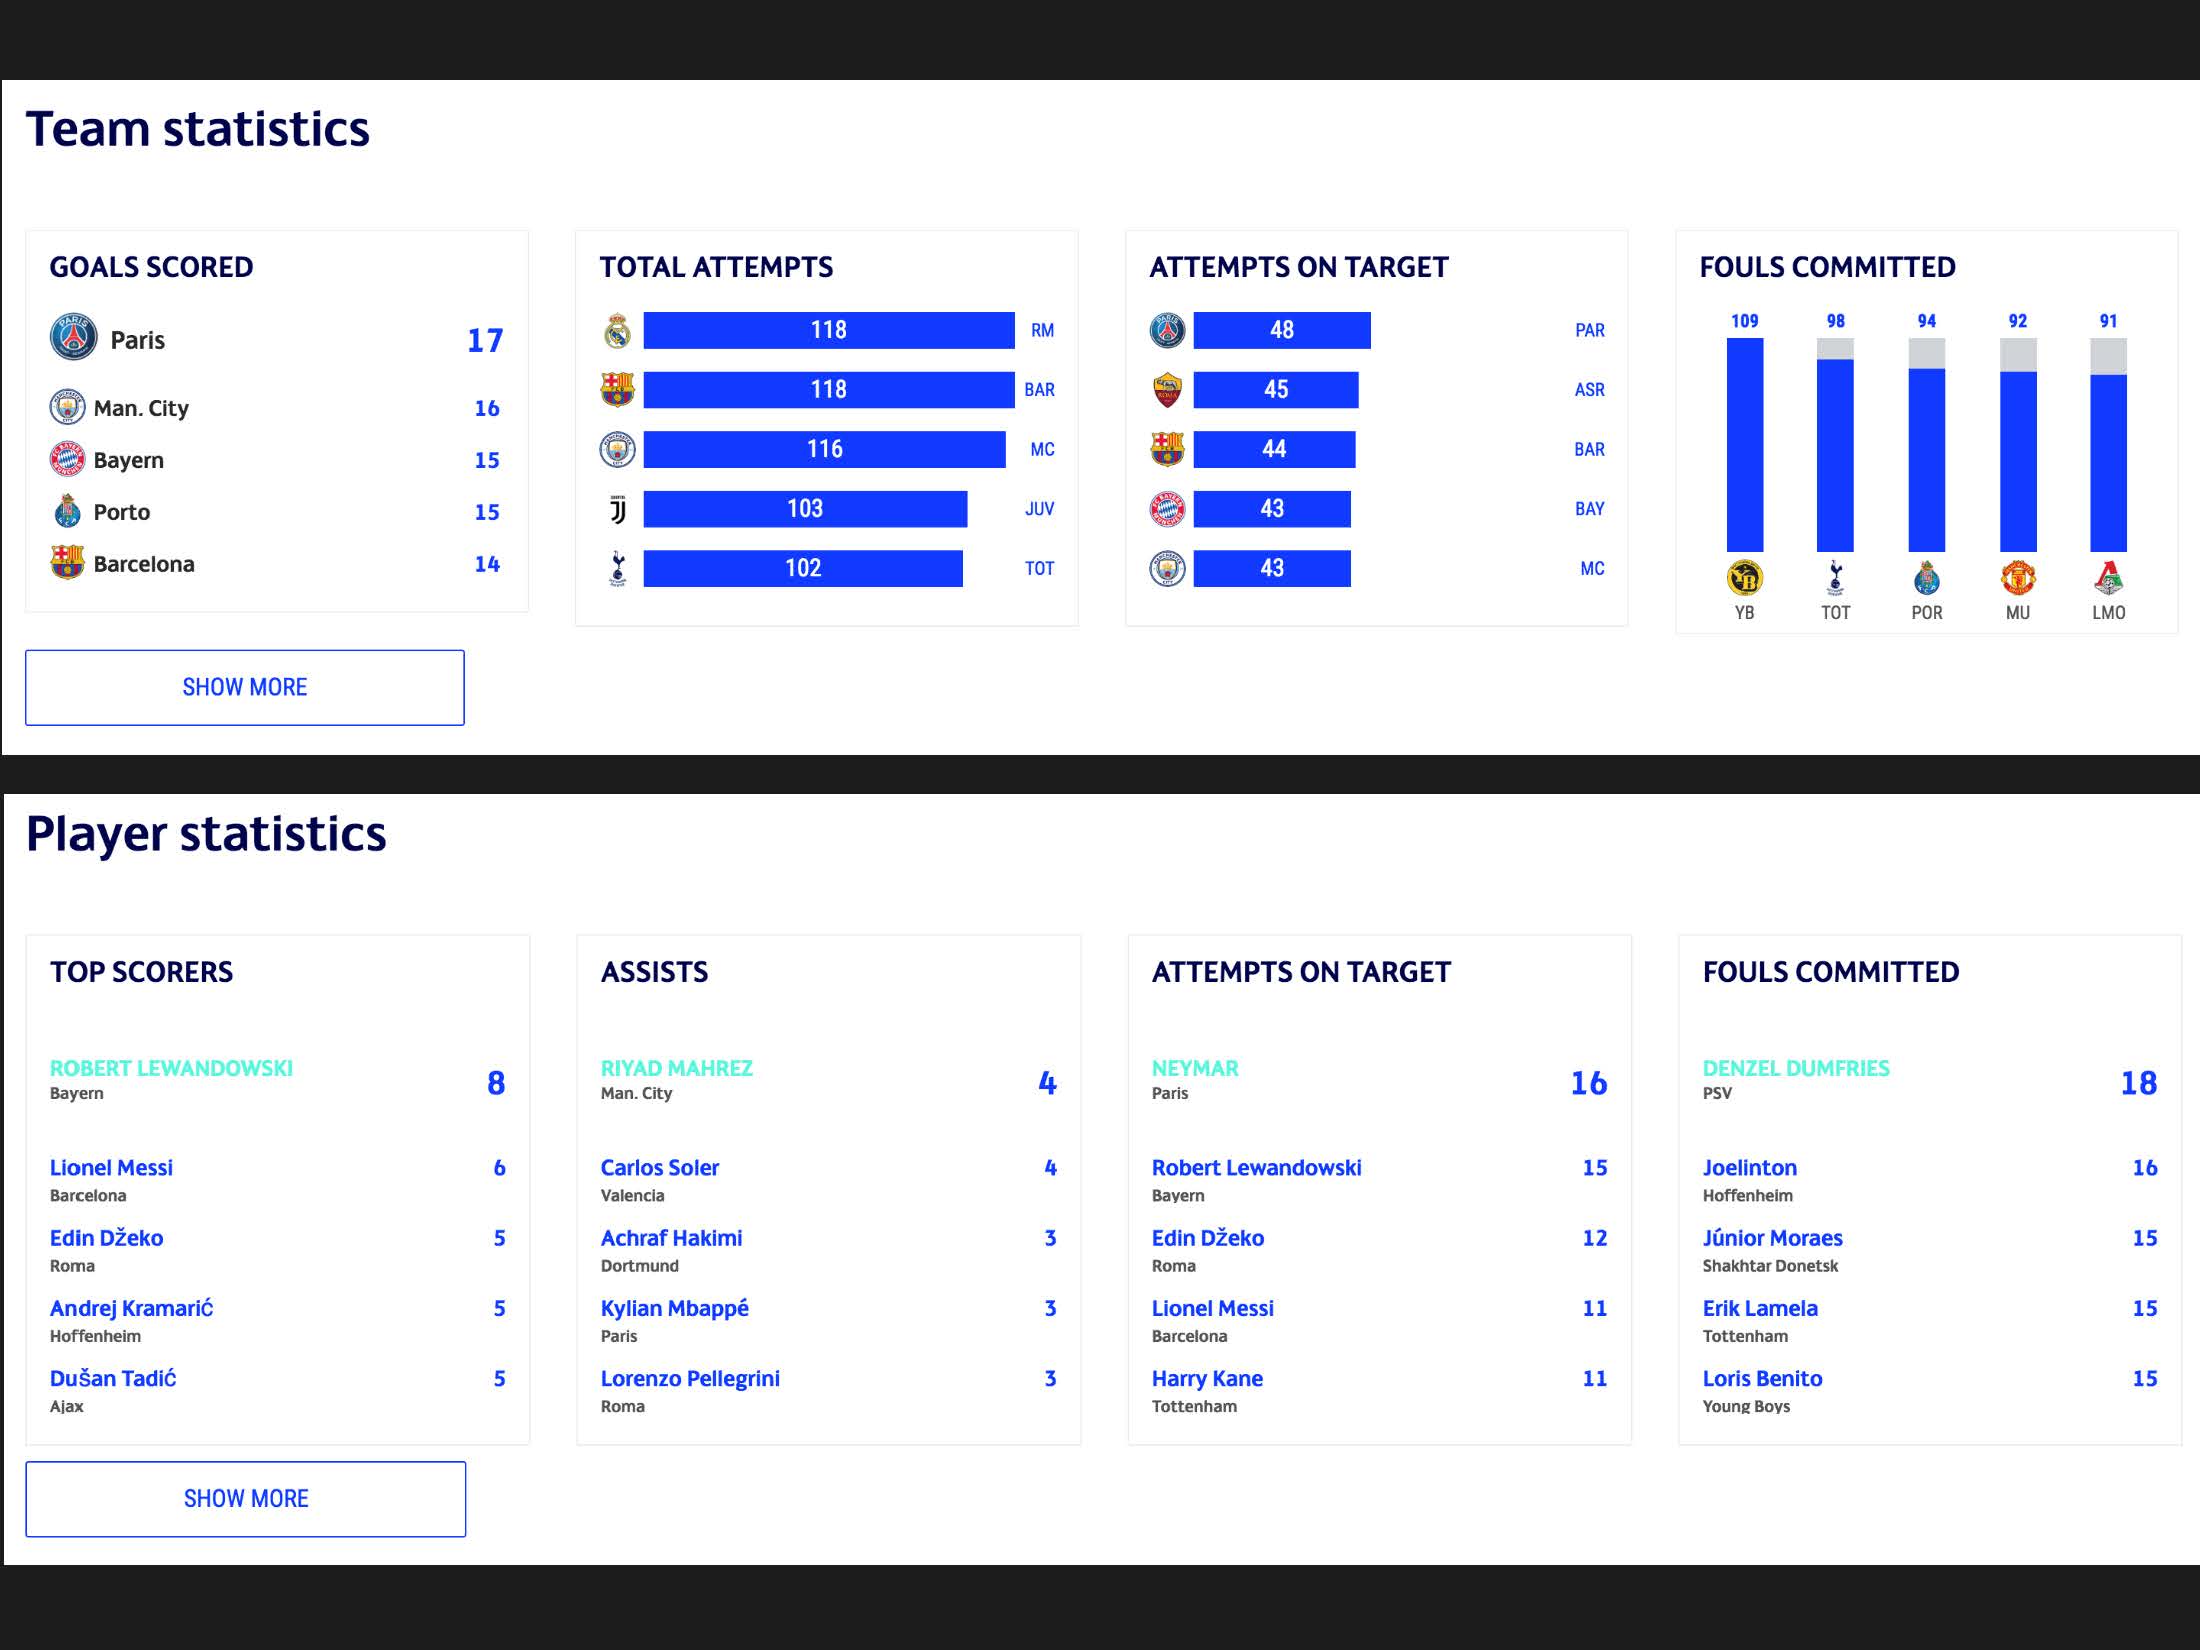 Team statistics
GOALS SCORED
Paris 17
Man. City 16
Bayern 15
Porto 15
Barcelona 14
TOTAL ATTEMPTS
118 RM
118 BAR
116 MC
103 JUV
102 TOT
ATTEMPTS ON TARGET
48 PAR
45 ASR
44 BAR
43 BAY
43 MC
FOULS COMMITTED
109 98 94 92 91
YB TOT POR MU LMO
SHOW MORE
Player statistics
TOP SCORERS
ROBERT LEWANDOWSKI 8
Bayern
Lionel Messi 6
Barcelona
Edin Džeko 5
Roma
Andrej Kramarić 5
Hoffenheim
Dušan Tadić 5
Ajax
ASSISTS
RIYAD MAHREZ 4
Man. City
Carlos Soler 4
Valencia
Achraf Hakimi 3
Dortmund
Kylian Mbappé 3
Paris
Lorenzo Pellegrini 3
Roma
ATTEMPTS ON TARGET
NEYMAR 16
Paris
Robert Lewandowski 15
Bayern
Edin Džeko 12
Roma
Lionel Messi 11
Barcelona
Harry Kane 11
Tottenham
FOULS COMMITTED
DENZEL DUMFRIES 18
PSV
Joelinton 16
Hoffenheim
Júnior Moraes 15
Shakhtar Donetsk
Erik Lamela 15
Tottenham
Loris Benito 15
Young Boys
SHOW MORE